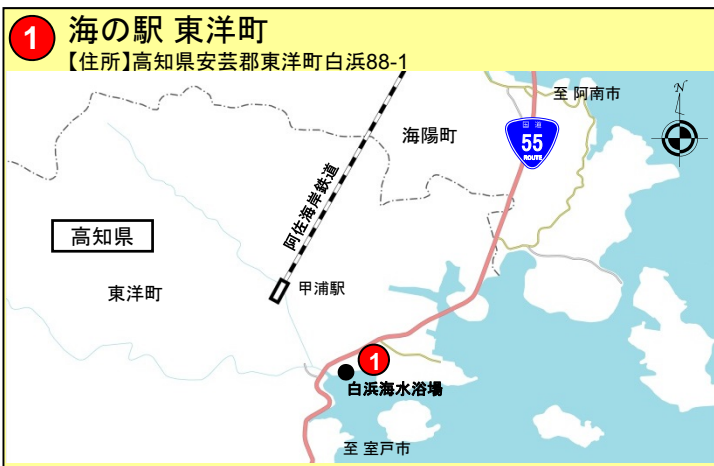 1 海の駅 東洋町
【住所】高知県安芸郡東洋町白浜88-1
至 阿南市
N
海陽町
国道
55
ROUTE
阿佐海岸鉄道
高知県
東洋町
甲浦駅
1
白浜海水浴場
至 室戸市